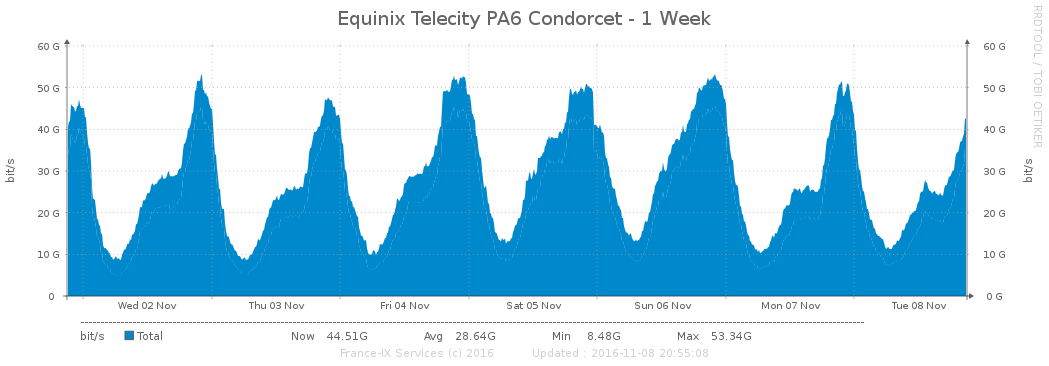 Equinix Telecity PA6 Condorcet - 1 Week
RRDTOOL / TOBI OETIKER
60 G 60 G
50 G 50 G
40 G 40 G
30 G 30 G
20 G 20 G
10 G 10 G
0 0 G
bit/s
bit/s
Wed 02 Nov Thu 03 Nov Fri 04 Nov Sat 05 Nov Sun 06 Nov Mon 07 Nov Tue 08 Nov
bit/s Total Now 44.51G Avg 28.64G Min 8.48G Max 53.34G
France-IX Services (c) 2016 Updated : 2016-11-08 20:55:08